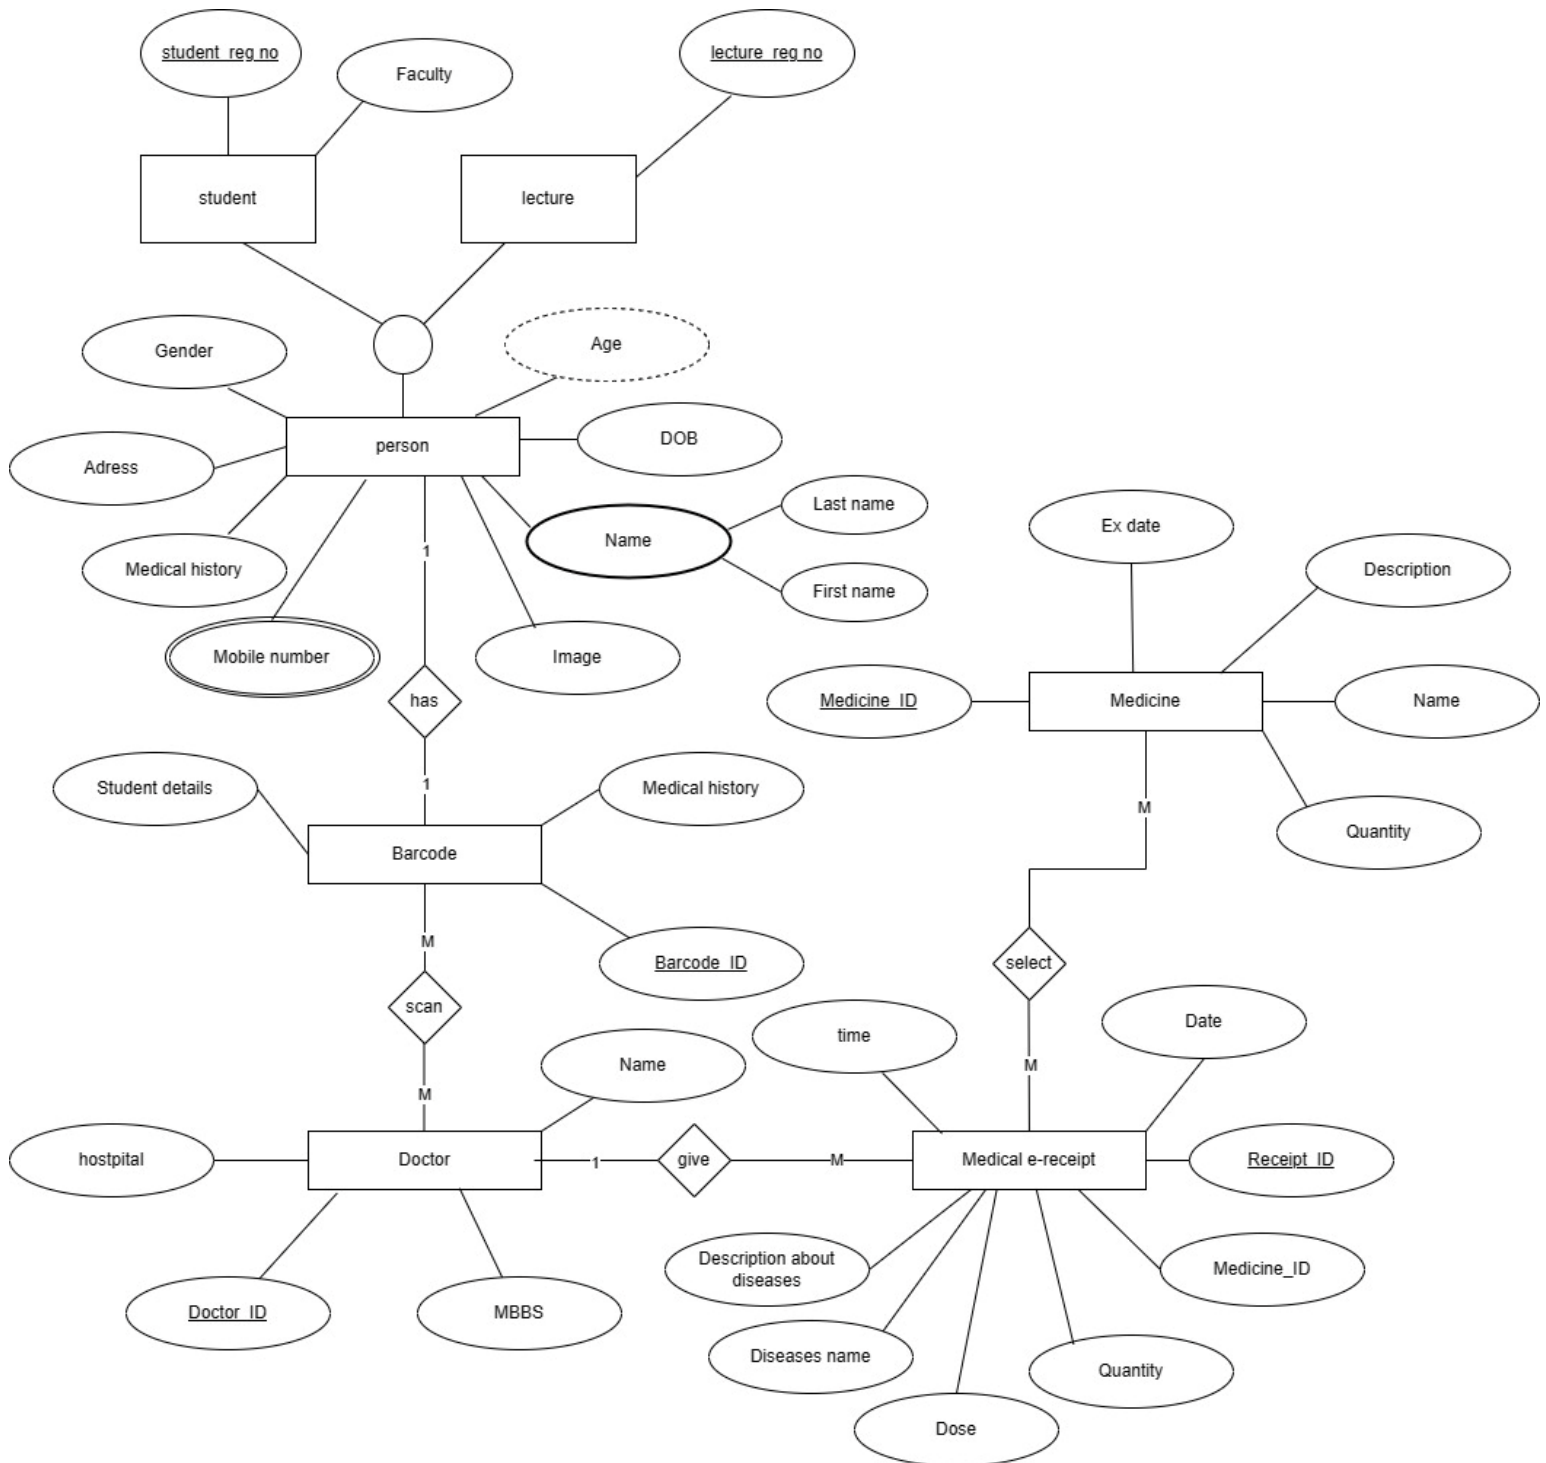 student_reg no
lecture_reg no
Faculty
student
lecture
Gender
Age
Adress
person
DOB
Last name
Name
First name
Medical history
1
Mobile number
Image
Ex date
Description
Medicine_ID
Medicine
Name
Quantity
has
1
Student details
Medical history
Barcode
M
M
Barcode_ID
select
scan
time
Date
M
M
Name
hostpital
Doctor
1
give
M
Medical e-receipt
Receipt_ID
Description about
diseases
Medicine_ID
Doctor_ID
MBBS
Diseases name
Quantity
Dose